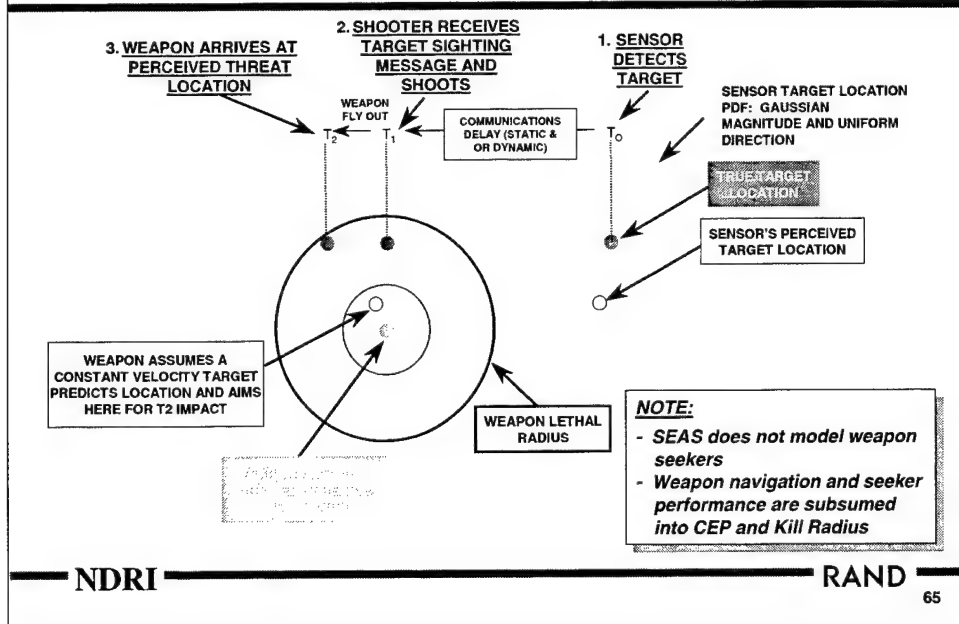 2. SHOOTER RECEIVES
TARGET SIGHTING
MESSAGE AND
SHOOTS
3. WEAPON ARRIVES AT
PERCEIVED THREAT
LOCATION
1. SENSOR
DETECTS
TARGET
WEAPON
FLY OUT
COMMUNICATIONS
DELAY (STATIC &
OR DYNAMIC)
SENSOR TARGET LOCATION
PDF: GAUSSIAN
MAGNITUDE AND UNIFORM
DIRECTION
T2
T1
TO
TRUE TARGET
LOCATION
SENSOR'S PERCEIVED
TARGET LOCATION
WEAPON ASSUMES A
CONSTANT VELOCITY TARGET
PREDICTS LOCATION AND AIMS
HERE FOR T2 IMPACT
WEAPON LETHAL
RADIUS
NOTE:
- SEAS does not model weapon
seekers
- Weapon navigation and seeker
performance are subsumed
into CEP and Kill Radius
NDRI
RAND
65